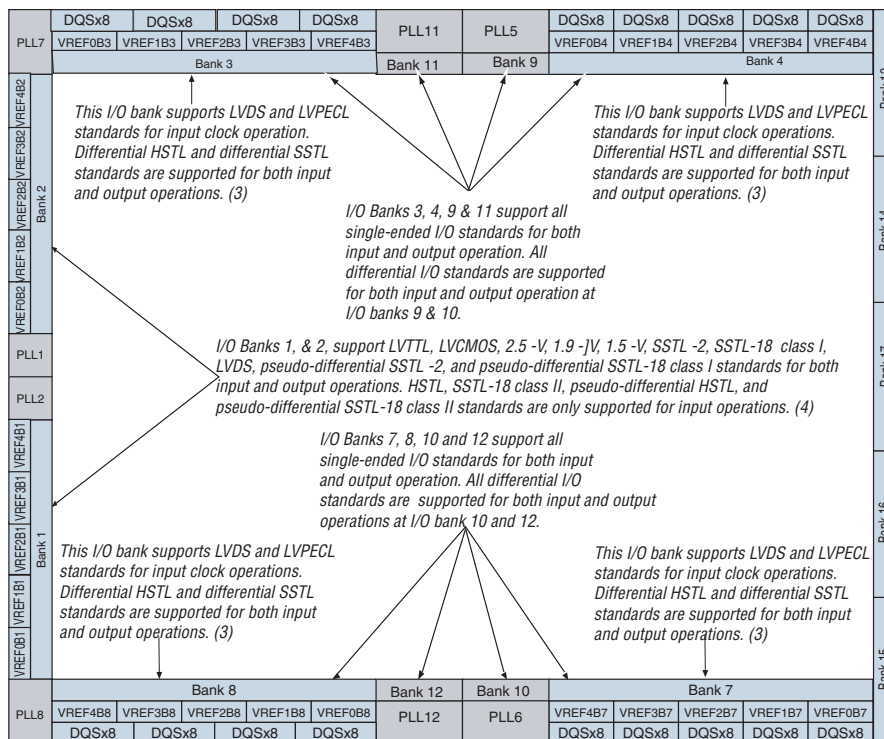 DQSx8 DQSx8 DQSx8 DQSx8
PLL7
VREF0B3 VREF1B3 VREF2B3 VREF3B3 VREF4B3
Bank 3
PLL11 PLL5
Bank 11 Bank 9
DQSx8 DQSx8 DQSx8 DQSx8 DQSx8
VREF0B4 VREF1B4 VREF2B4 VREF3B4 VREF4B4
Bank 4
VREF4B2
VREF3B2
VREF2B2
VREF1B2
VREF0B2
Bank 2
This I/O bank supports LVDS and LVPECL
standards for input clock operation.
Differential HSTL and differential SSTL
standards are supported for both input
and output operations. (3)
This I/O bank supports LVDS and LVPECL
standards for input clock operations.
Differential HSTL and differential SSTL
standards are supported for both input
and output operations. (3)
Bank 14
Bank 17
Bank 16
I/O Banks 3, 4, 9 & 11 support all
single-ended I/O standards for both
input and output operation. All
differential I/O standards are supported
for both input and output operation at
I/O banks 9 & 10.
PLL1
PLL2
I/O Banks 1, & 2, support LVTTL, LVCMOS, 2.5 -V, 1.9 -]V, 1.5 -V, SSTL -2, SSTL-18 class I,
LVDS, pseudo-differential SSTL -2, and pseudo-differential SSTL-18 class I standards for both
input and output operations. HSTL, SSTL-18 class II, pseudo-differential HSTL, and
pseudo-differential SSTL-18 class II standards are only supported for input operations. (4)
VREF4B1
VREF3B1
VREF2B1
VREF1B1
VREF0B1
Bank 1
I/O Banks 7, 8, 10 and 12 support all
single-ended I/O standards for both input
and output operation. All differential I/O
standards are supported for both input and output
operations at I/O bank 10 and 12.
This I/O bank supports LVDS and LVPECL
standards for input clock operations.
Differential HSTL and differential SSTL
standards are supported for both input
and output operations. (3)
This I/O bank supports LVDS and LVPECL
standards for input clock operations.
Differential HSTL and differential SSTL
standards are supported for both input
and output operations. (3)
PLL8
Bank 8
VREF4B8 VREF3B8 VREF2B8 VREF1B8 VREF0B8
DQSx8 DQSx8 DQSx8 DQSx8
Bank 12 Bank 10
PLL12 PLL6
Bank 7
VREF4B7 VREF3B7 VREF2B7 VREF1B7 VREF0B7
DQSx8 DQSx8 DQSx8 DQSx8 DQSx8